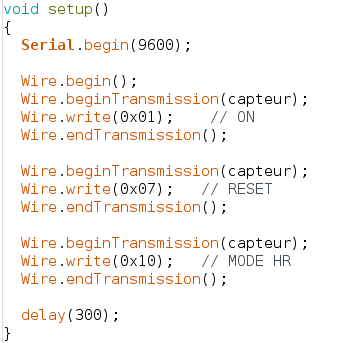 void setup()
{
  Serial.begin(9600);
  Wire.begin();
  Wire.beginTransmission(capteur);
  Wire.write(0x01);    // ON
  Wire.endTransmission();
  Wire.beginTransmission(capteur);
  Wire.write(0x07);   // RESET
  Wire.endTransmission();
  Wire.beginTransmission(capteur);
  Wire.write(0x10);   // MODE HR
  Wire.endTransmission();
  delay(300);
}